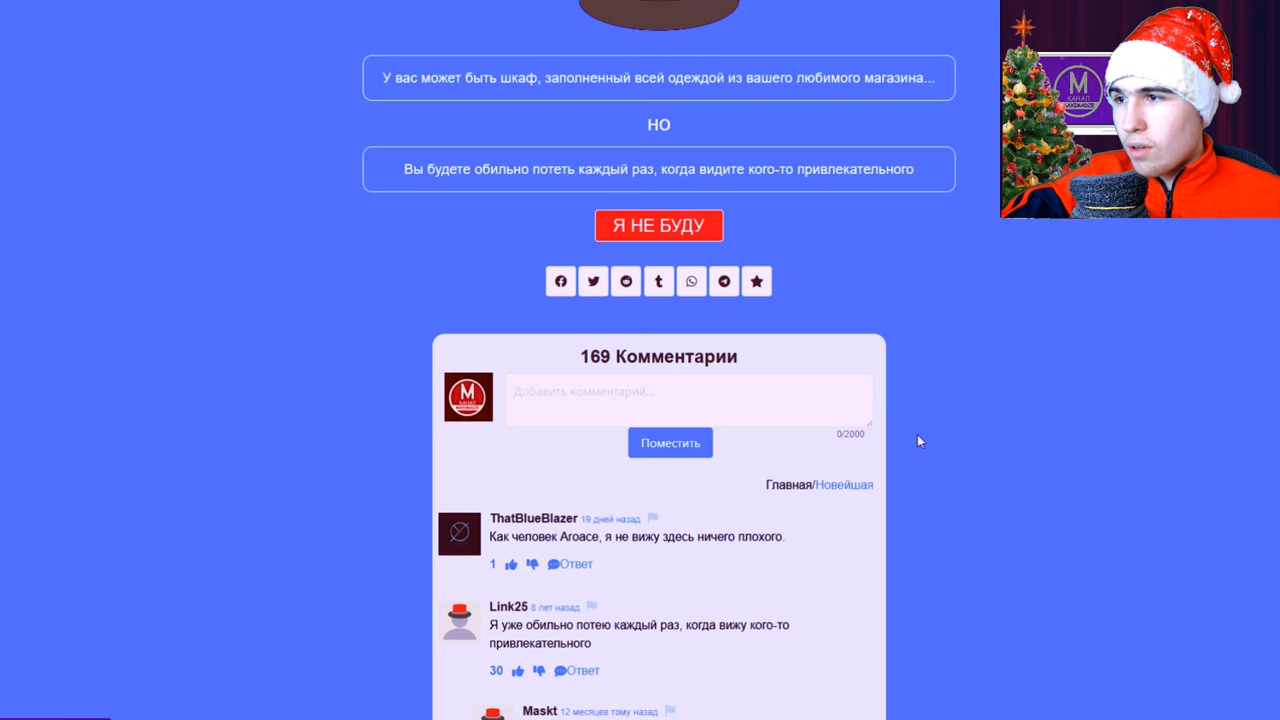 У вас может быть шкаф, заполненный всей одеждой из вашего любимого магазина...
НО
Вы будете обильно потеть каждый раз, когда видите кого-то привлекательного
Я НЕ БУДУ
169 Комментарии
М
КАНАЛ
Добавить комментарий...
0/2000
Поместить
Главная/Новейшая
ThatBlueBlazer 19 дней назад
Как человек Агоасе, я не вижу здесь ничего плохого.
1 Ответ
Link25 8 лет назад
Я уже обильно потею каждый раз, когда вижу кого-то
привлекательного
30 Ответ
Maskt 12 месяцев тому назад
М
КАНАЛ